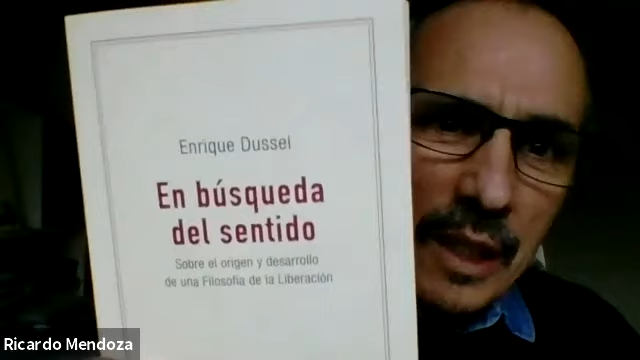 Enrique Dussel
En búsqueda
del sentido
Sobre el origen y desarrollo
de una Filosofía de la Liberación
Ricardo Mendoza